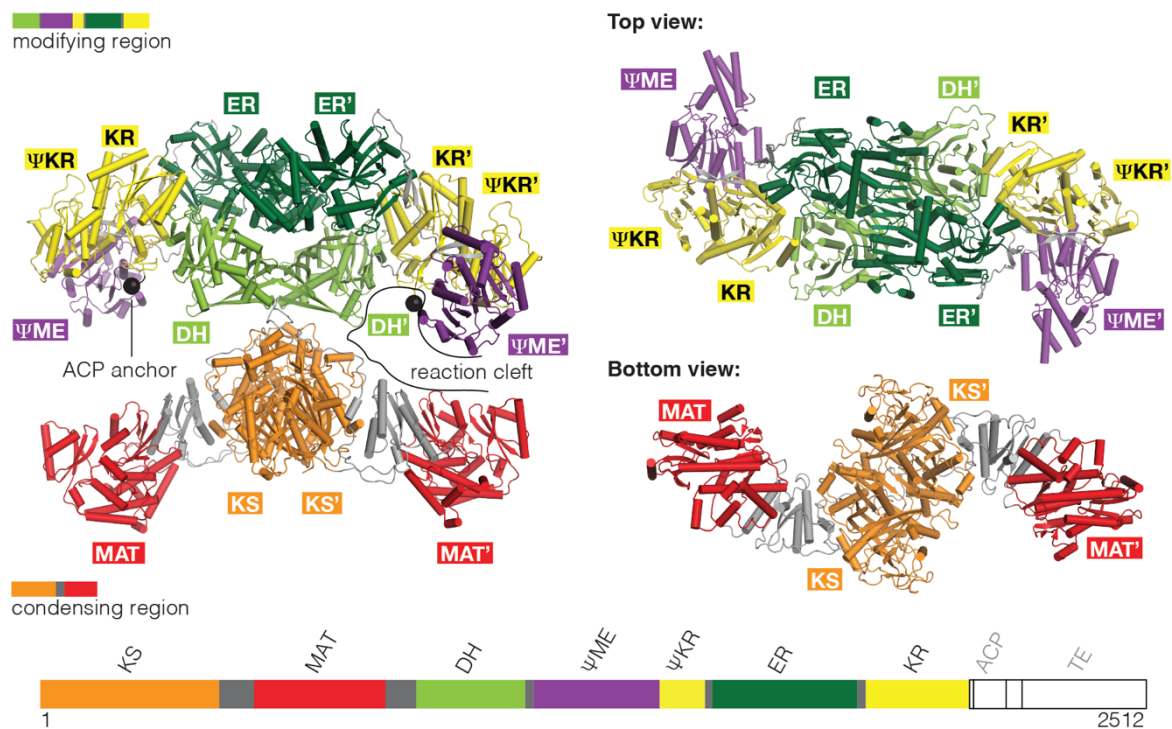 modifying region
ER
ER'
KR
ΨKR
KR'
ΨKR'
ΨME
DH
DH'
ΨME'
ACP anchor
reaction cleft
KS
KS'
MAT
MAT'
condensing region
Top view:
ΨME
ER
DH'
KR'
ΨKR'
ΨKR
KR
DH
ER'
ΨME'
Bottom view:
MAT
KS'
KS
MAT'
KS
MAT
DH
ΨME
ΨKR
ER
KR
ACP
TE
1
2512